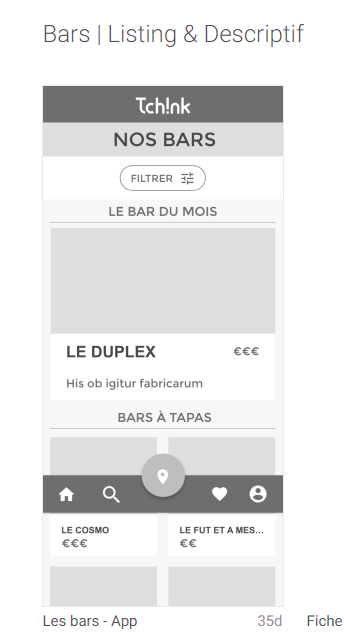 Bars | Listing & Descriptif
Tch!nk
NOS BARS
FILTRER
LE BAR DU MOIS
LE DUPLEX €€€
His ob igitur fabricarum
BARS À TAPAS
LE COSMO LE FUT ET A MES...
€€€ €€
Les bars - App 35d Fiche